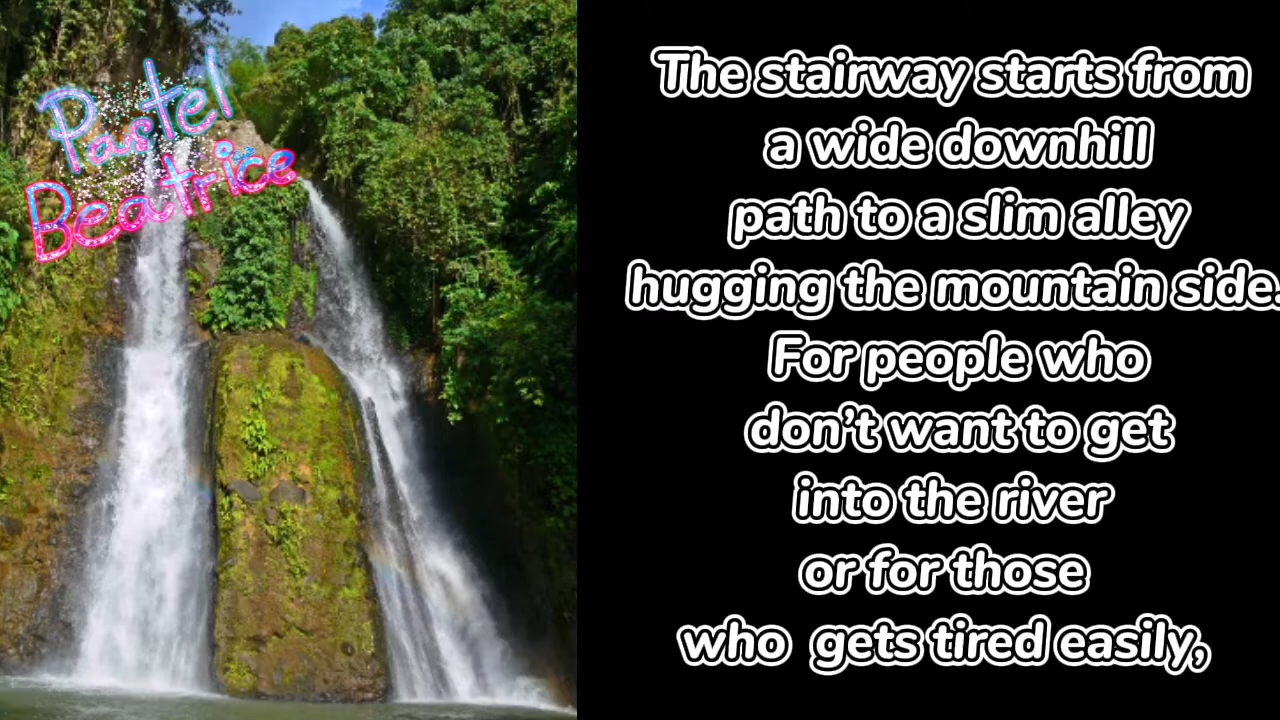 Pastel
Beatrice
The stairway starts from
a wide downhill
path to a slim alley
hugging the mountain side.
For people who
don’t want to get
into the river
or for those
who  gets tired easily,